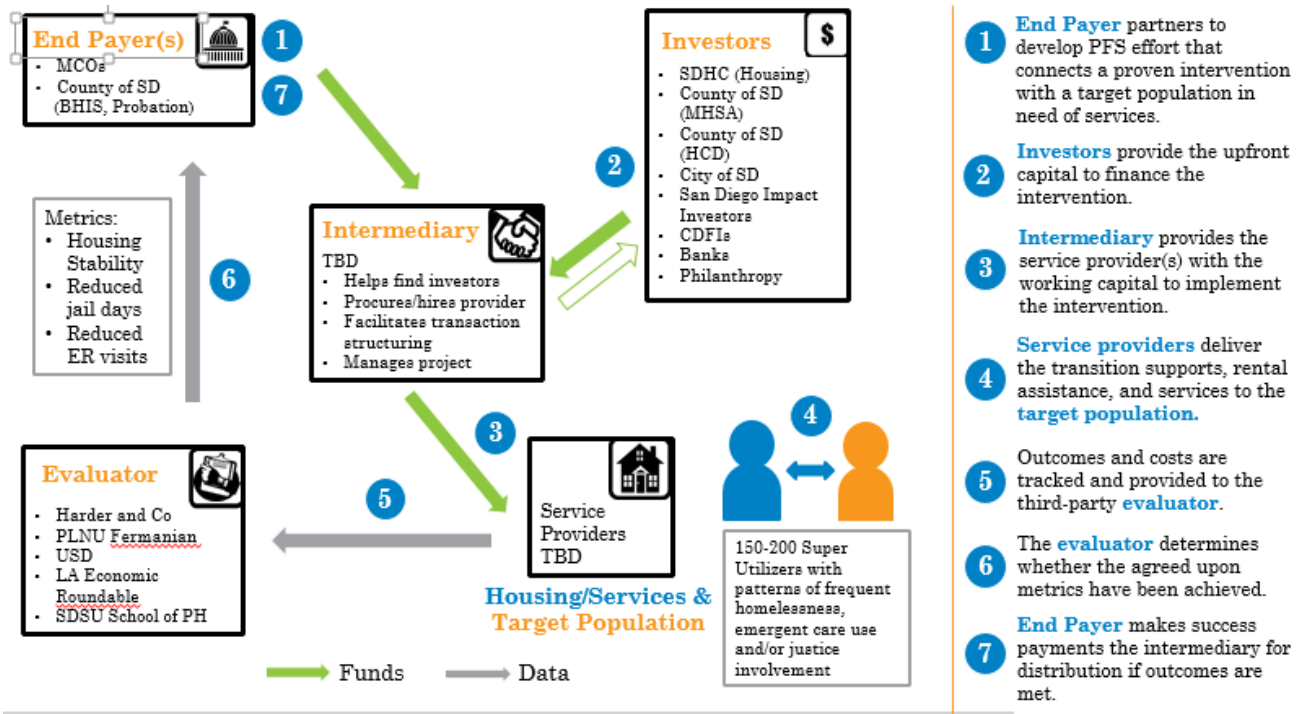 End Payer(s)
• MCOs
• County of SD
(BHIS, Probation)
1
7
Investors
$
• SDHC (Housing)
• County of SD
(MHSA)
• County of SD
(HCD)
• City of SD
• San Diego Impact
Investors
• CDFIs
• Banks
• Philanthropy
2
Metrics:
• Housing
Stability
• Reduced
jail days
• Reduced
ER visits
6
Intermediary
TBD
• Helps find investors
• Procures/hires provider
• Facilitates transaction
structuring
• Manages project
3
Evaluator
• Harder and Co
• PLNU Fermanian
• USD
• LA Economic
Roundable
• SDSU School of PH
5
Service
Providers
TBD
Housing/Services &
Target Population
4
150-200 Super
Utilizers with
patterns of frequent
homelessness,
emergent care use
and/or justice
involvement
Funds
Data
1
End Payer partners to
develop PFS effort that
connects a proven intervention
with a target population in
need of services.
2
Investors provide the upfront
capital to finance the
intervention.
3
Intermediary provides the
service provider(s) with the
working capital to implement
the intervention.
4
Service providers deliver
the transition supports, rental
assistance, and services to the
target population.
5
Outcomes and costs are
tracked and provided to the
third-party evaluator.
6
The evaluator determines
whether the agreed upon
metrics have been achieved.
7
End Payer makes success
payments the intermediary for
distribution if outcomes are
met.